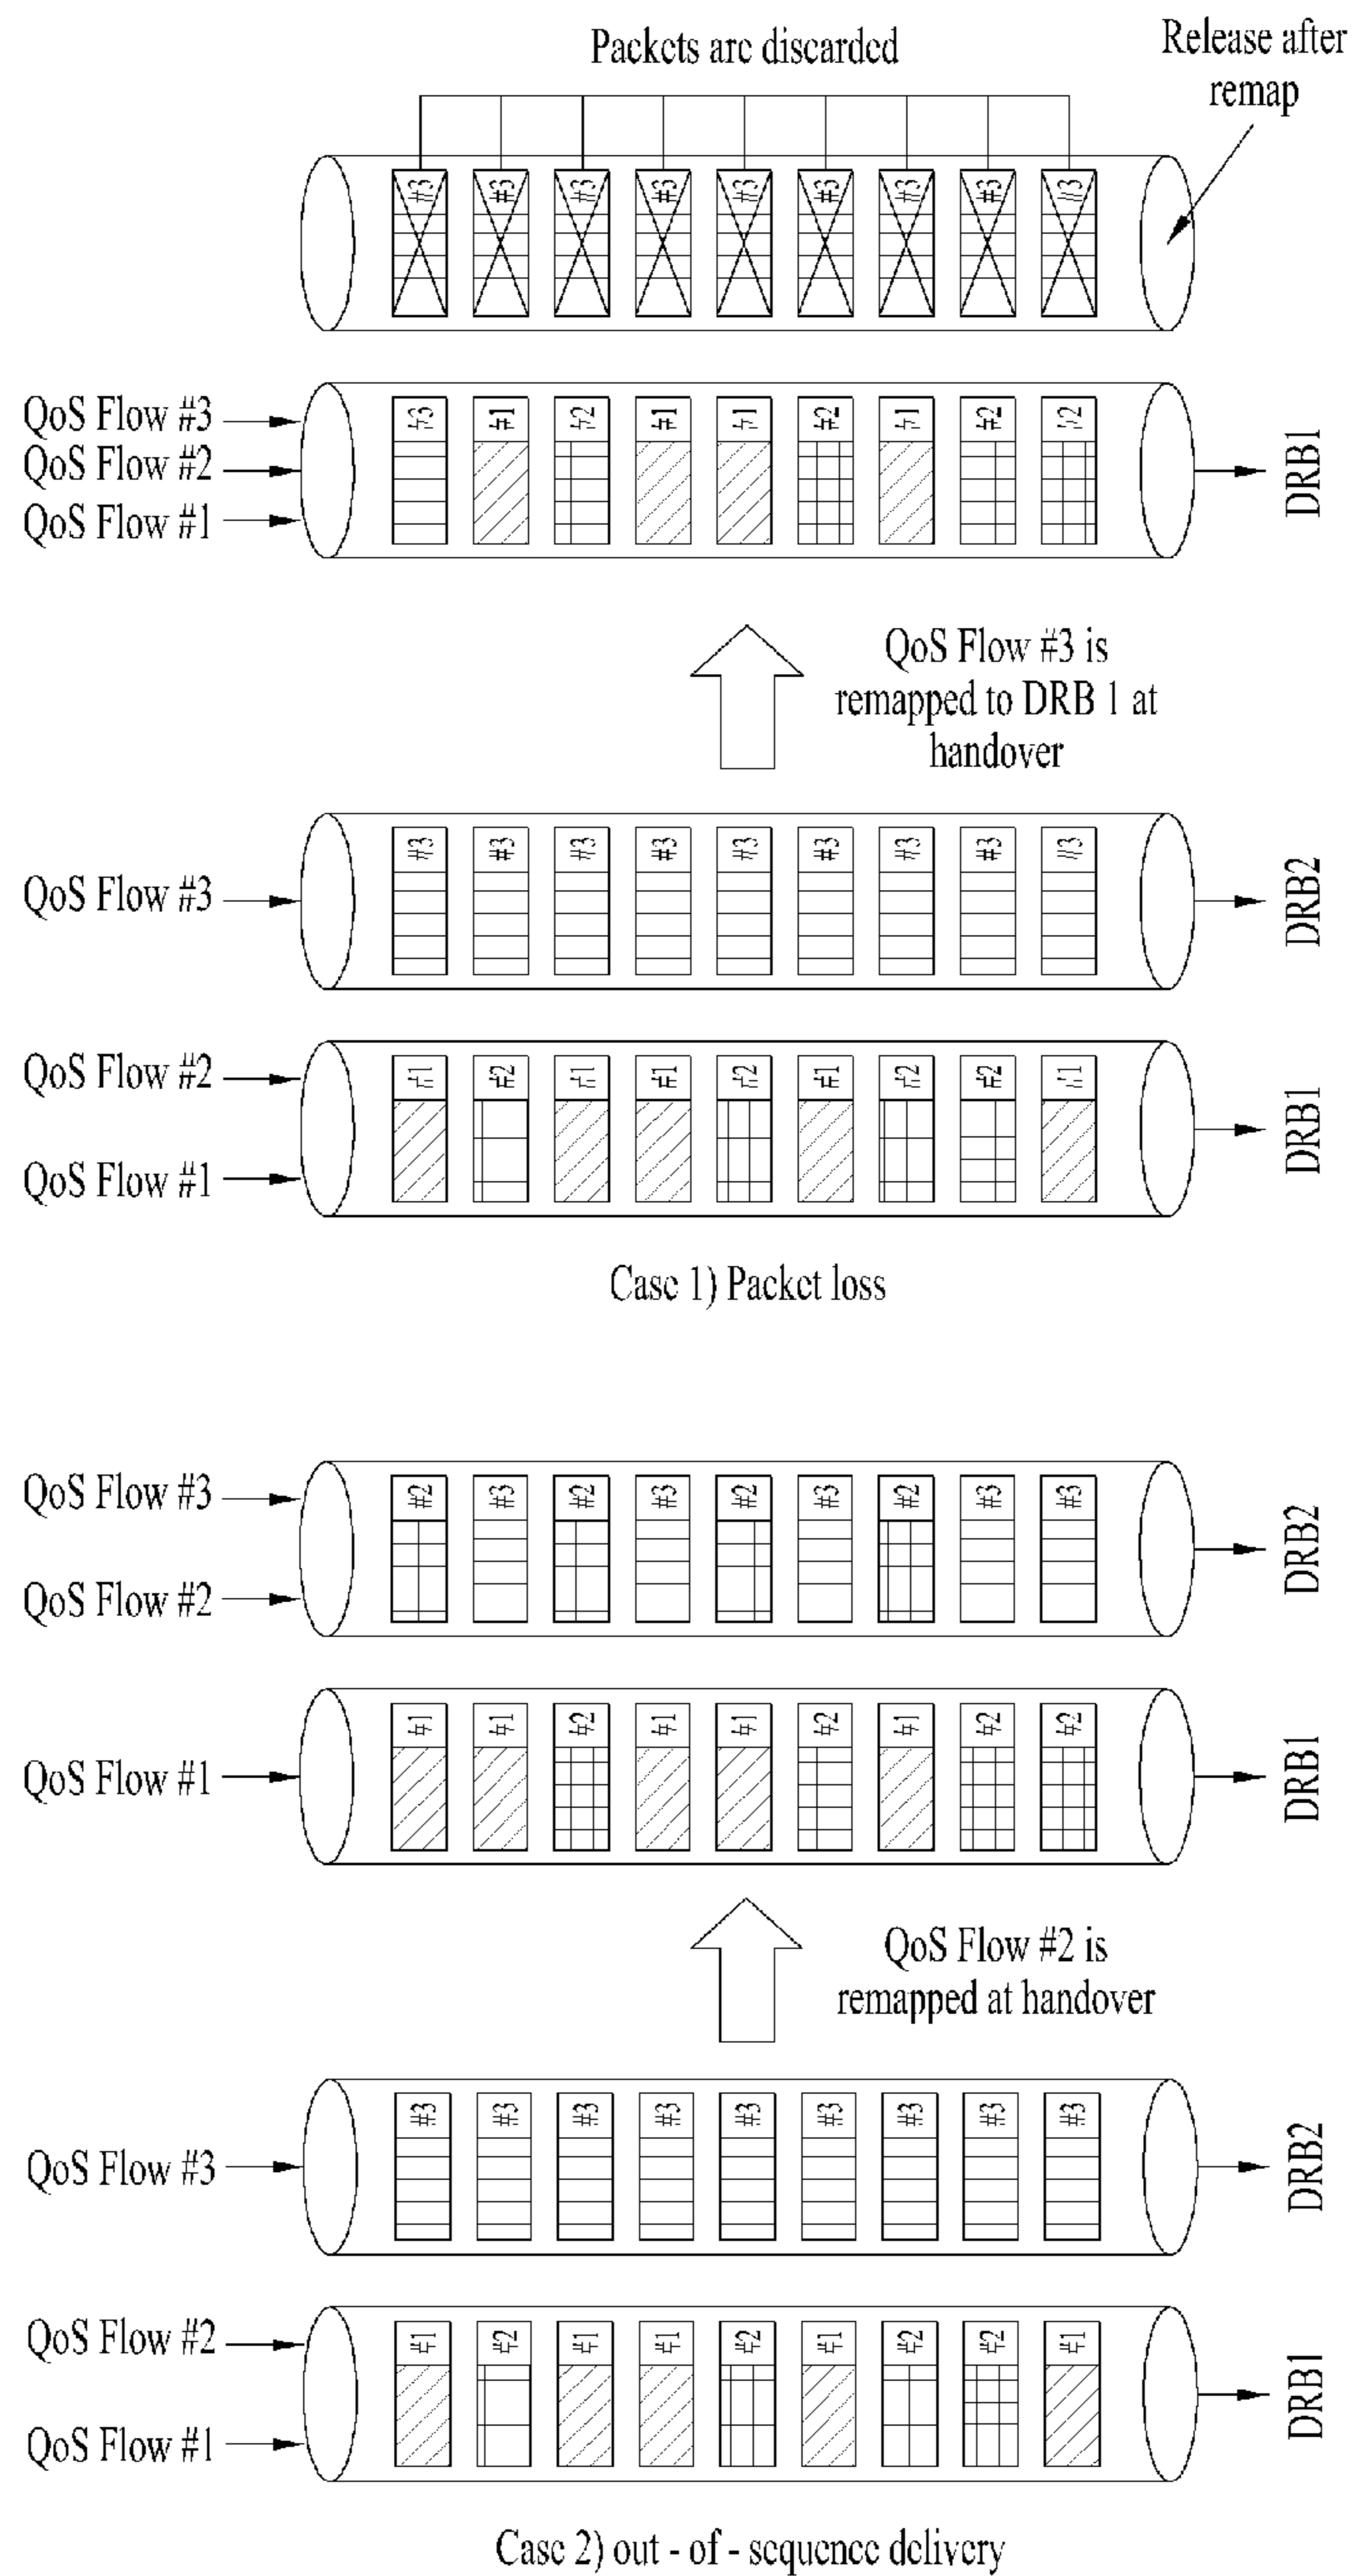 Packets are discarded
Release after
remap
#3 #3 #3 #3 #3 #3 #3 #3 #3
QoS Flow #3
QoS Flow #2
QoS Flow #1
#3 #1 #2 #1 #1 #2 #1 #2 #2
DRB1
QoS Flow #3 is
remapped to DRB 1 at
handover
QoS Flow #3
#3 #3 #3 #3 #3 #3 #3 #3 #3
DRB2
QoS Flow #2
QoS Flow #1
#1 #2 #1 #1 #2 #1 #2 #2 #1
DRB1
Case 1) Packet loss
QoS Flow #3
QoS Flow #2
#2 #3 #2 #3 #2 #3 #2 #3 #3
DRB2
QoS Flow #1
#1 #1 #2 #1 #1 #2 #1 #2 #2
DRB1
QoS Flow #2 is
remapped at handover
QoS Flow #3
#3 #3 #3 #3 #3 #3 #3 #3 #3
DRB2
QoS Flow #2
QoS Flow #1
#1 #2 #1 #1 #2 #1 #2 #2 #1
DRB1
Case 2) out - of - sequence delivery